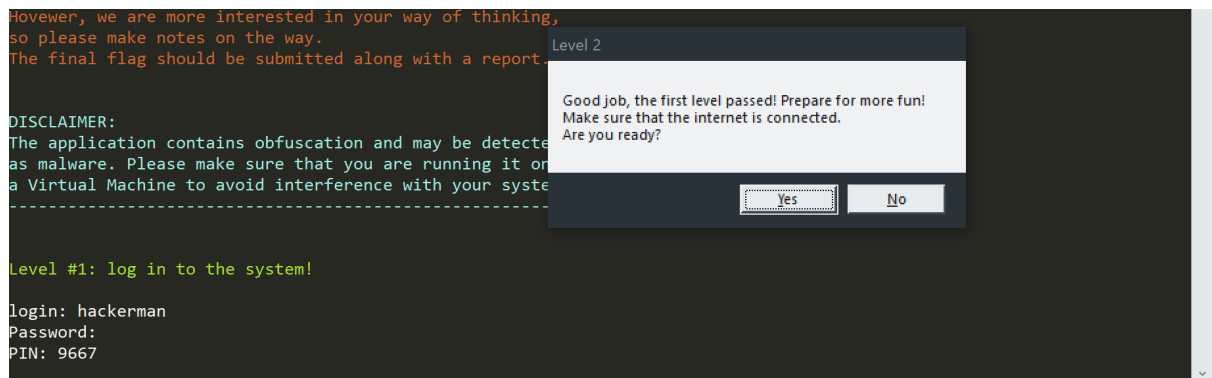 Hovewer, we are more interested in your way of thinking,
so please make notes on the way.
The final flag should be submitted along with a report.
DISCLAIMER:
The application contains obfuscation and may be detecte
as malware. Please make sure that you are running it on
a Virtual Machine to avoid interference with your syste
-------------------------------------------------------
Level #1: log in to the system!
login: hackerman
Password:
PIN: 9667
Level 2
Good job, the first level passed! Prepare for more fun!
Make sure that the internet is connected.
Are you ready?
Yes
No